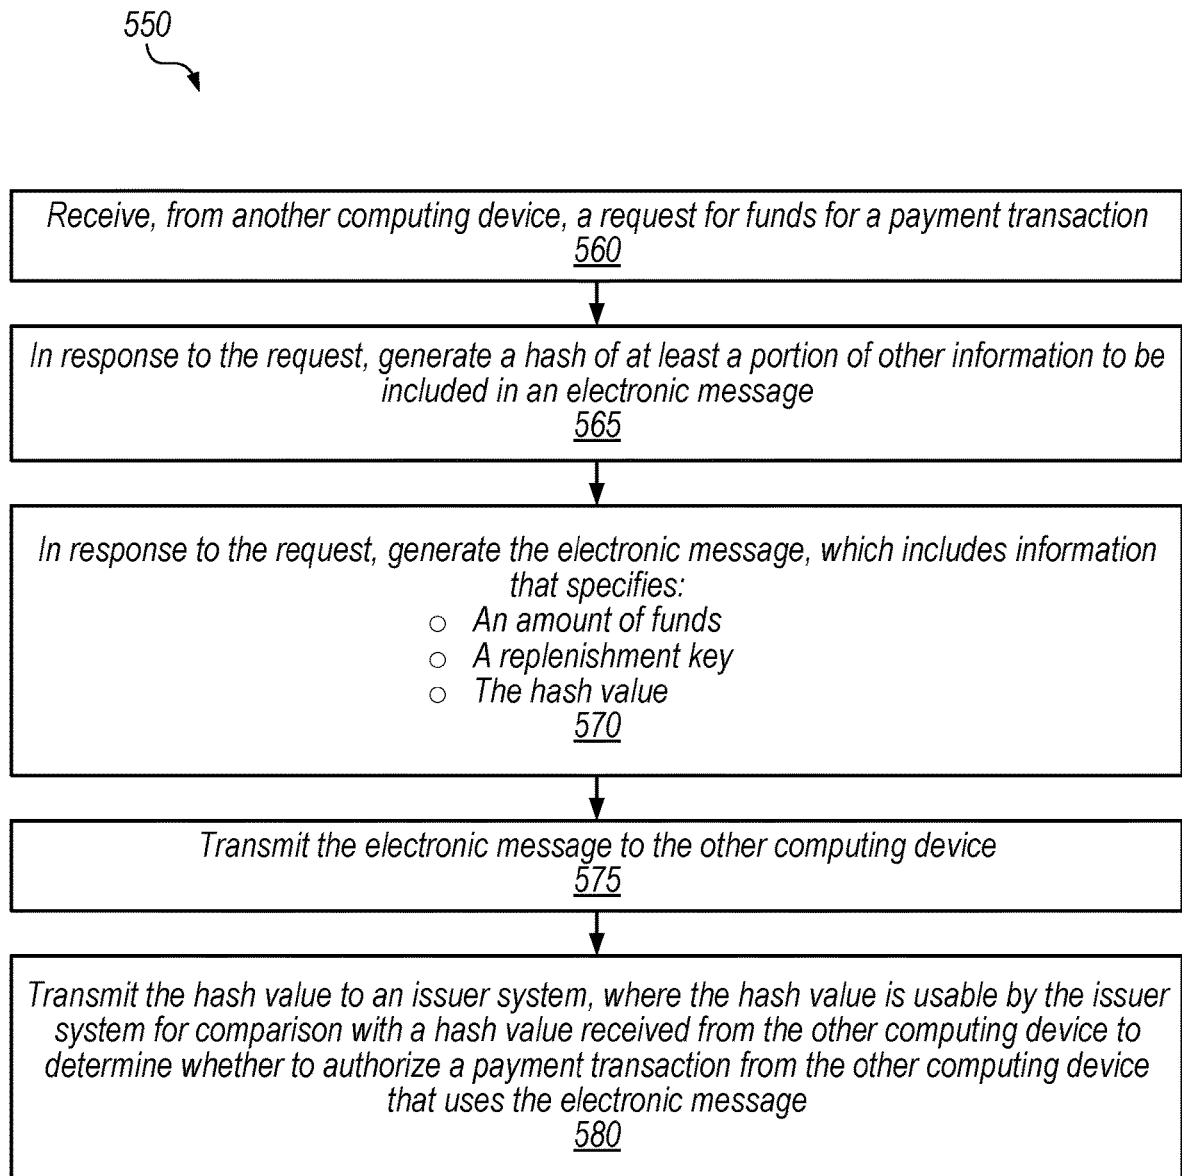 550
Receive, from another computing device, a request for funds for a payment transaction
560
In response to the request, generate a hash of at least a portion of other information to be
included in an electronic message
565
In response to the request, generate the electronic message, which includes information
that specifies:
○ An amount of funds
○ A replenishment key
○ The hash value
570
Transmit the electronic message to the other computing device
575
Transmit the hash value to an issuer system, where the hash value is usable by the issuer
system for comparison with a hash value received from the other computing device to
determine whether to authorize a payment transaction from the other computing device
that uses the electronic message
580